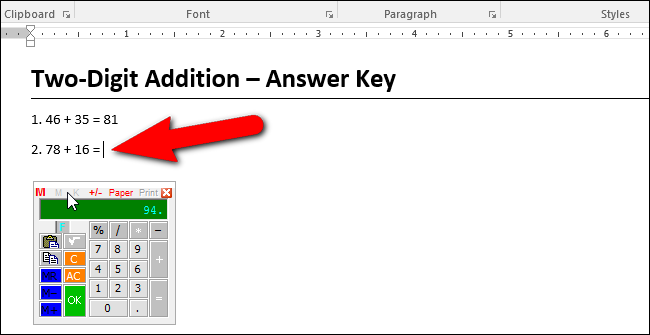 Clipboard Font Paragraph Styles
1 2 3 4 5 6
Two-Digit Addition – Answer Key
1. 46 + 35 = 81
2. 78 + 16 =
M M K +/- Paper Print X
94.
% / * −
√ 7 8 9
C 4 5 6 +
MR AC 1 2 3
M- OK 0 . =
M+